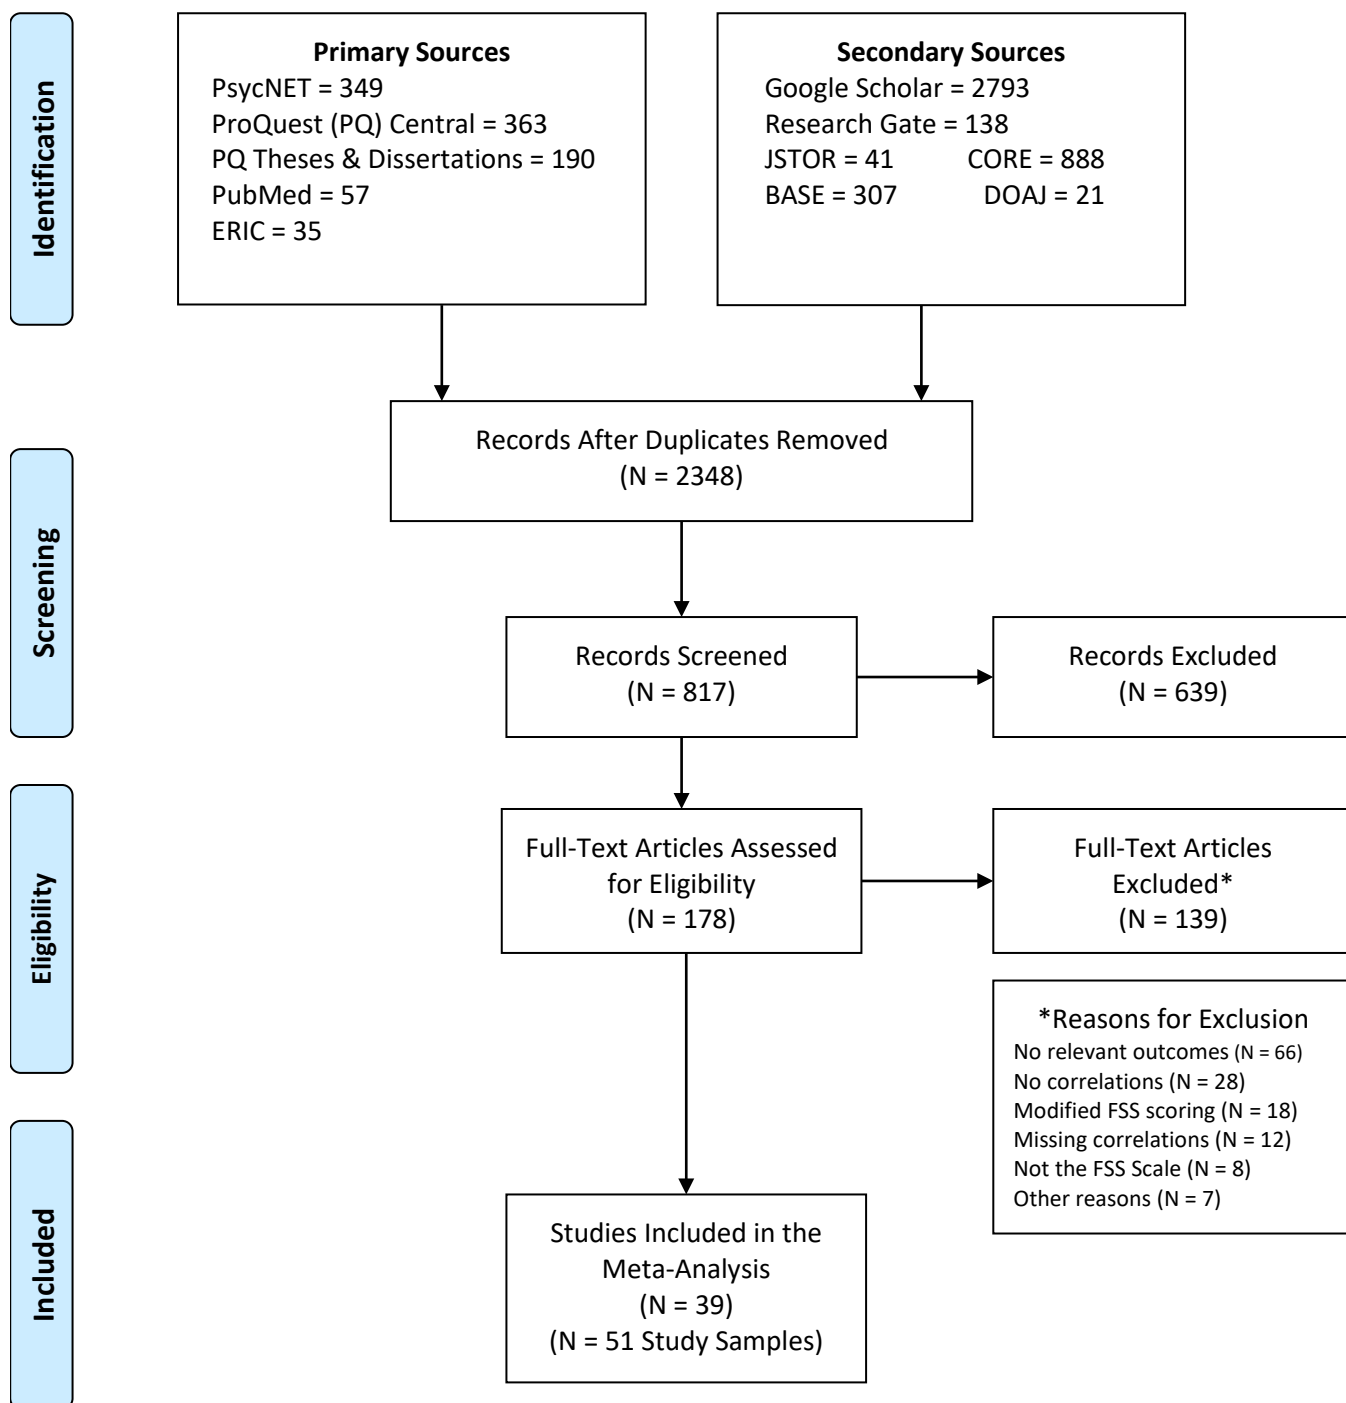 Identification
Primary Sources
PsycNET = 349
ProQuest (PQ) Central = 363
PQ Theses & Dissertations = 190
PubMed = 57
ERIC = 35
Secondary Sources
Google Scholar = 2793
Research Gate = 138
JSTOR = 41 CORE = 888
BASE = 307 DOAJ = 21
Records After Duplicates Removed
(N = 2348)
Screening
Records Screened
(N = 817)
Records Excluded
(N = 639)
Eligibility
Full-Text Articles Assessed
for Eligibility
(N = 178)
Full-Text Articles
Excluded*
(N = 139)
*Reasons for Exclusion
No relevant outcomes (N = 66)
No correlations (N = 28)
Modified FSS scoring (N = 18)
Missing correlations (N = 12)
Not the FSS Scale (N = 8)
Other reasons (N = 7)
Included
Studies Included in the
Meta-Analysis
(N = 39)
(N = 51 Study Samples)